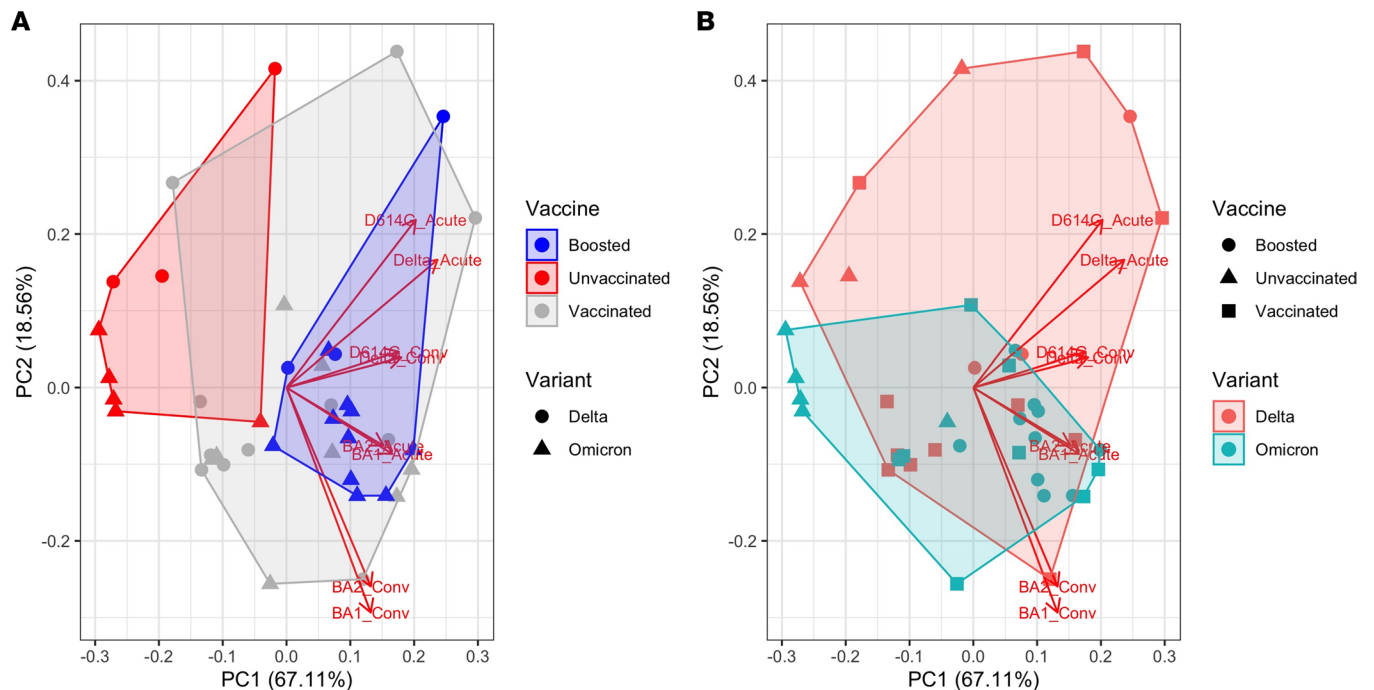 A
0.4
0.2
0.0
-0.2
PC2 (18.56%)
-0.3
-0.2
-0.1
0.0
0.1
0.2
0.3
PC1 (67.11%)
D614G_Acute
Delta_Acute
D614G_Conv
Delta_Conv
BA2_Acute
BA1_Acute
BA2_Conv
BA1_Conv
Vaccine
Boosted
Unvaccinated
Vaccinated
Variant
Delta
Omicron
B
0.4
0.2
0.0
-0.2
PC2 (18.56%)
-0.3
-0.2
-0.1
0.0
0.1
0.2
0.3
PC1 (67.11%)
D614G_Acute
Delta_Acute
D614G_Conv
Delta_Conv
BA2_Acute
BA1_Acute
BA2_Conv
BA1_Conv
Vaccine
Boosted
Unvaccinated
Vaccinated
Variant
Delta
Omicron